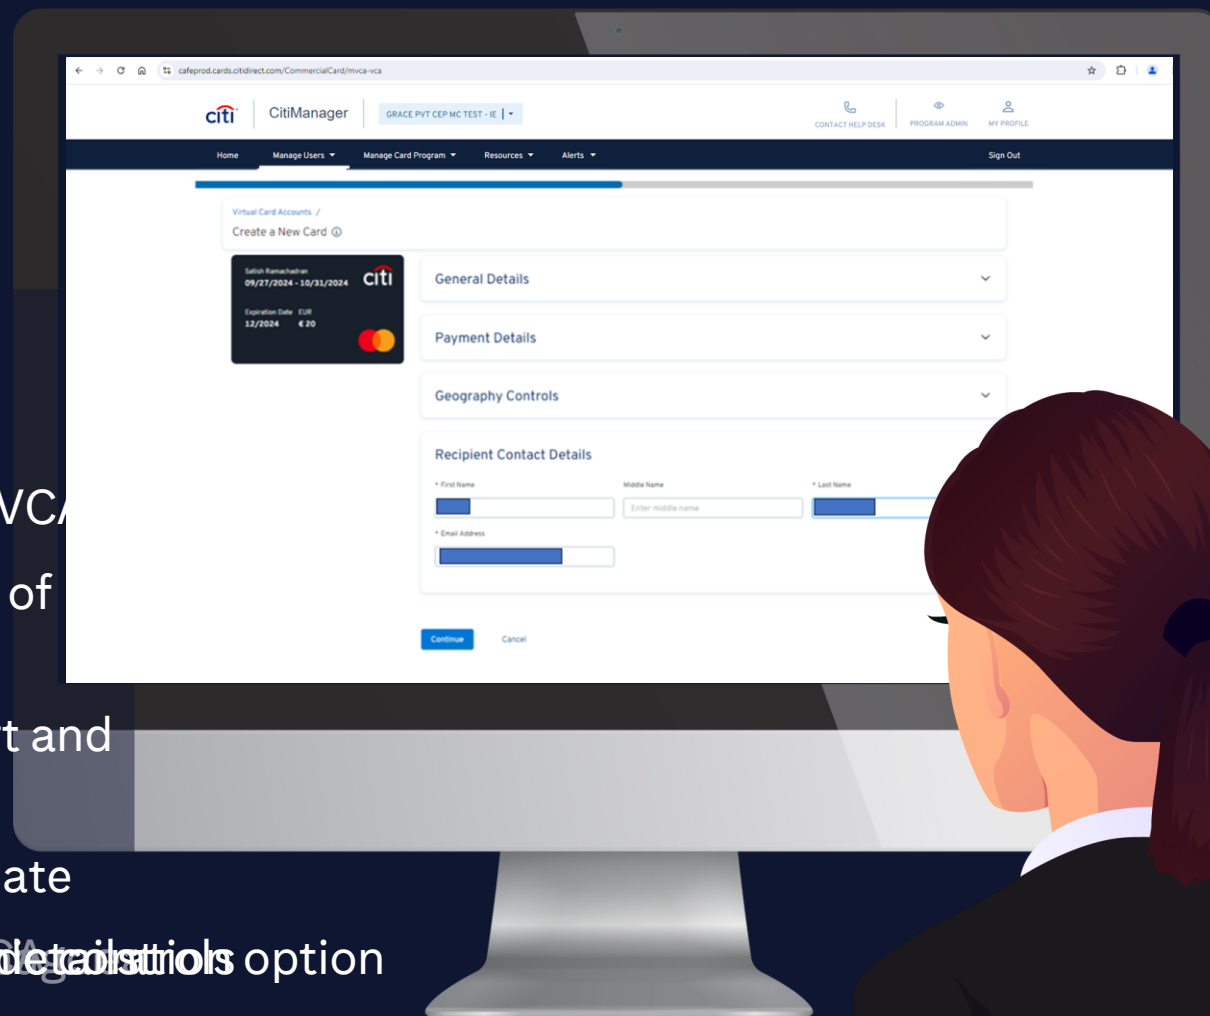 cafeprod.cards.citidirect.com/CommercialCard/mvca-vca
citi
CitiManager
GRACE PVT CEP MC TEST - IE
CONTACT HELP DESK
PROGRAM ADMIN
MY PROFILE
Home
Manage Users
Manage Card Program
Resources
Alerts
Sign Out
Virtual Card Accounts /
Create a New Card
Satish Ramachadran
09/27/2024 - 10/31/2024
citi
Expiration Date EUR
12/2024 € 20
General Details
Payment Details
Geography Controls
Recipient Contact Details
* First Name
Middle Name
* Last Name
Enter middle name
* Email Address
Continue
Cancel
of
and
option